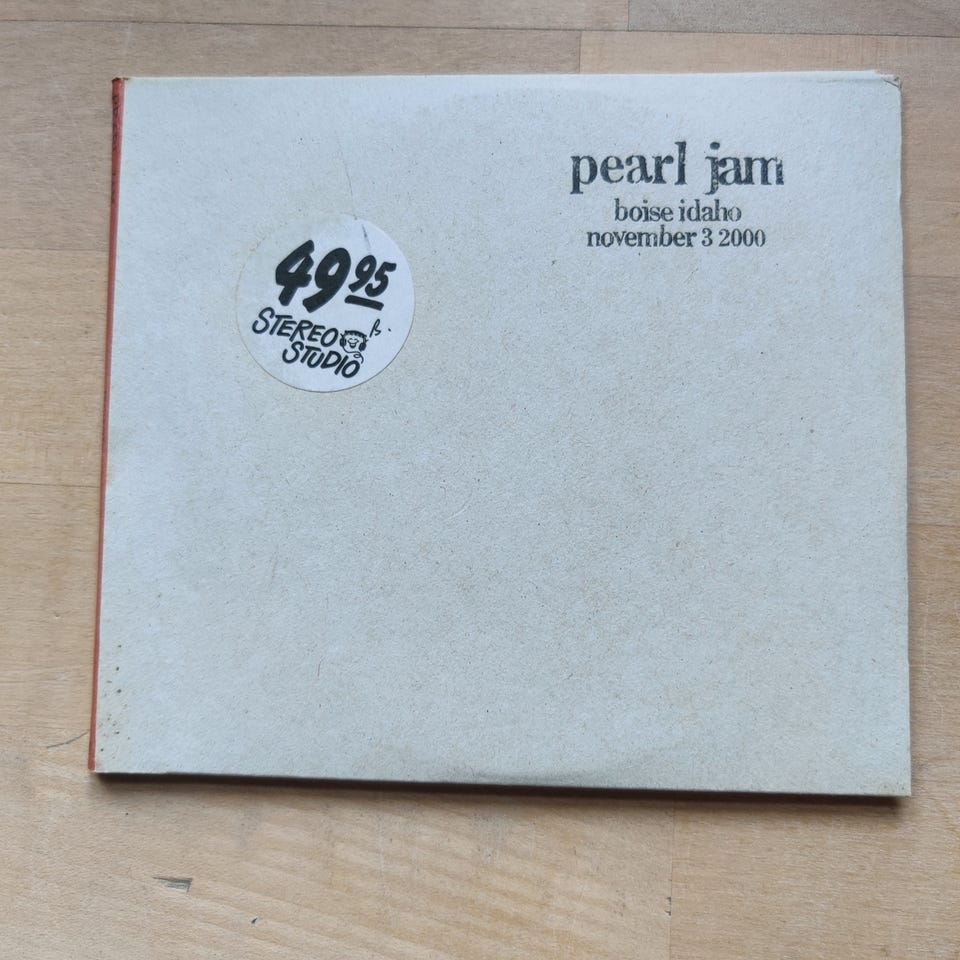 pearl jam
boise idaho
november 3 2000
49 95
STEREO
STUDIO